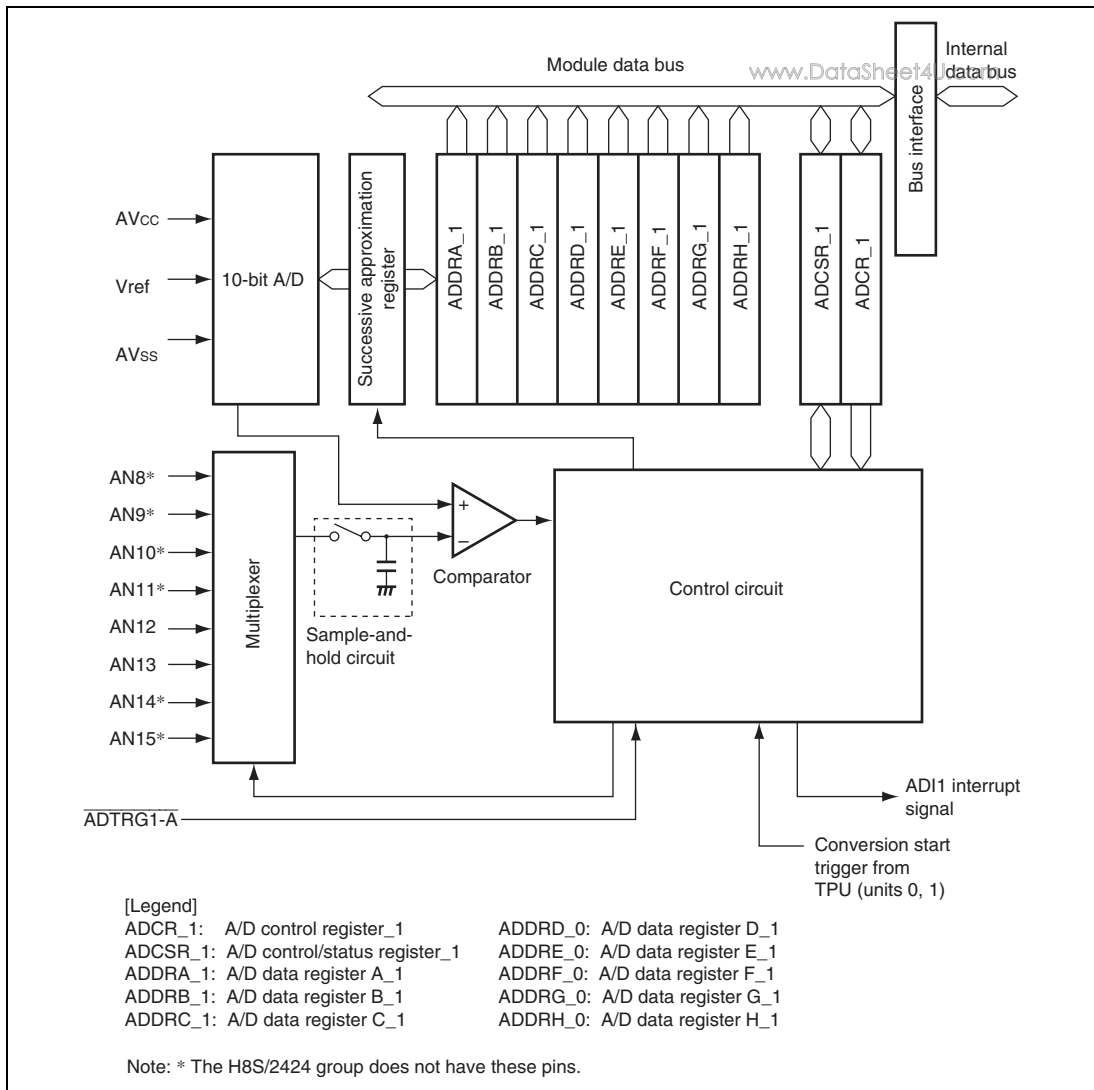 Module data bus
www.DataSheet4U.com
Internal
data bus
Bus interface
AVCC
Vref
AVSS
10-bit A/D
Successive approximation
register
ADDRA_1
ADDRB_1
ADDRC_1
ADDRD_1
ADDRE_1
ADDRF_1
ADDRG_1
ADDRH_1
ADCSR_1
ADCR_1
AN8*
AN9*
AN10*
AN11*
AN12
AN13
AN14*
AN15*
Multiplexer
+
−
Comparator
Sample-and-
hold circuit
Control circuit
ADTRG1-A
ADI1 interrupt
signal
Conversion start
trigger from
TPU (units 0, 1)
[Legend]
ADCR_1: A/D control register_1
ADCSR_1: A/D control/status register_1
ADDRA_1: A/D data register A_1
ADDRB_1: A/D data register B_1
ADDRC_1: A/D data register C_1
ADDRD_0: A/D data register D_1
ADDRE_0: A/D data register E_1
ADDRF_0: A/D data register F_1
ADDRG_0: A/D data register G_1
ADDRH_0: A/D data register H_1
Note: * The H8S/2424 group does not have these pins.